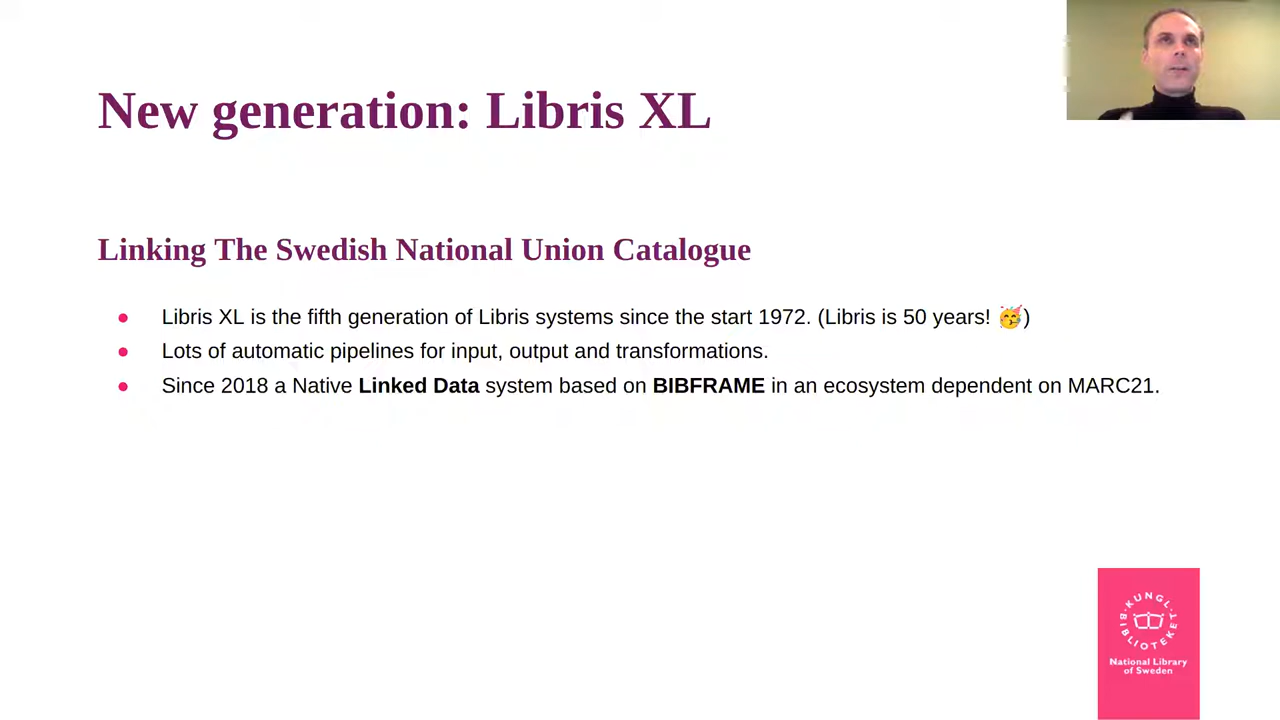 New generation: Libris XL
Linking The Swedish National Union Catalogue
• Libris XL is the fifth generation of Libris systems since the start 1972. (Libris is 50 years! 🥳)
• Lots of automatic pipelines for input, output and transformations.
• Since 2018 a Native Linked Data system based on BIBFRAME in an ecosystem dependent on MARC21.
KUNGL.
BIBLIOTEKET
National Library
of Sweden